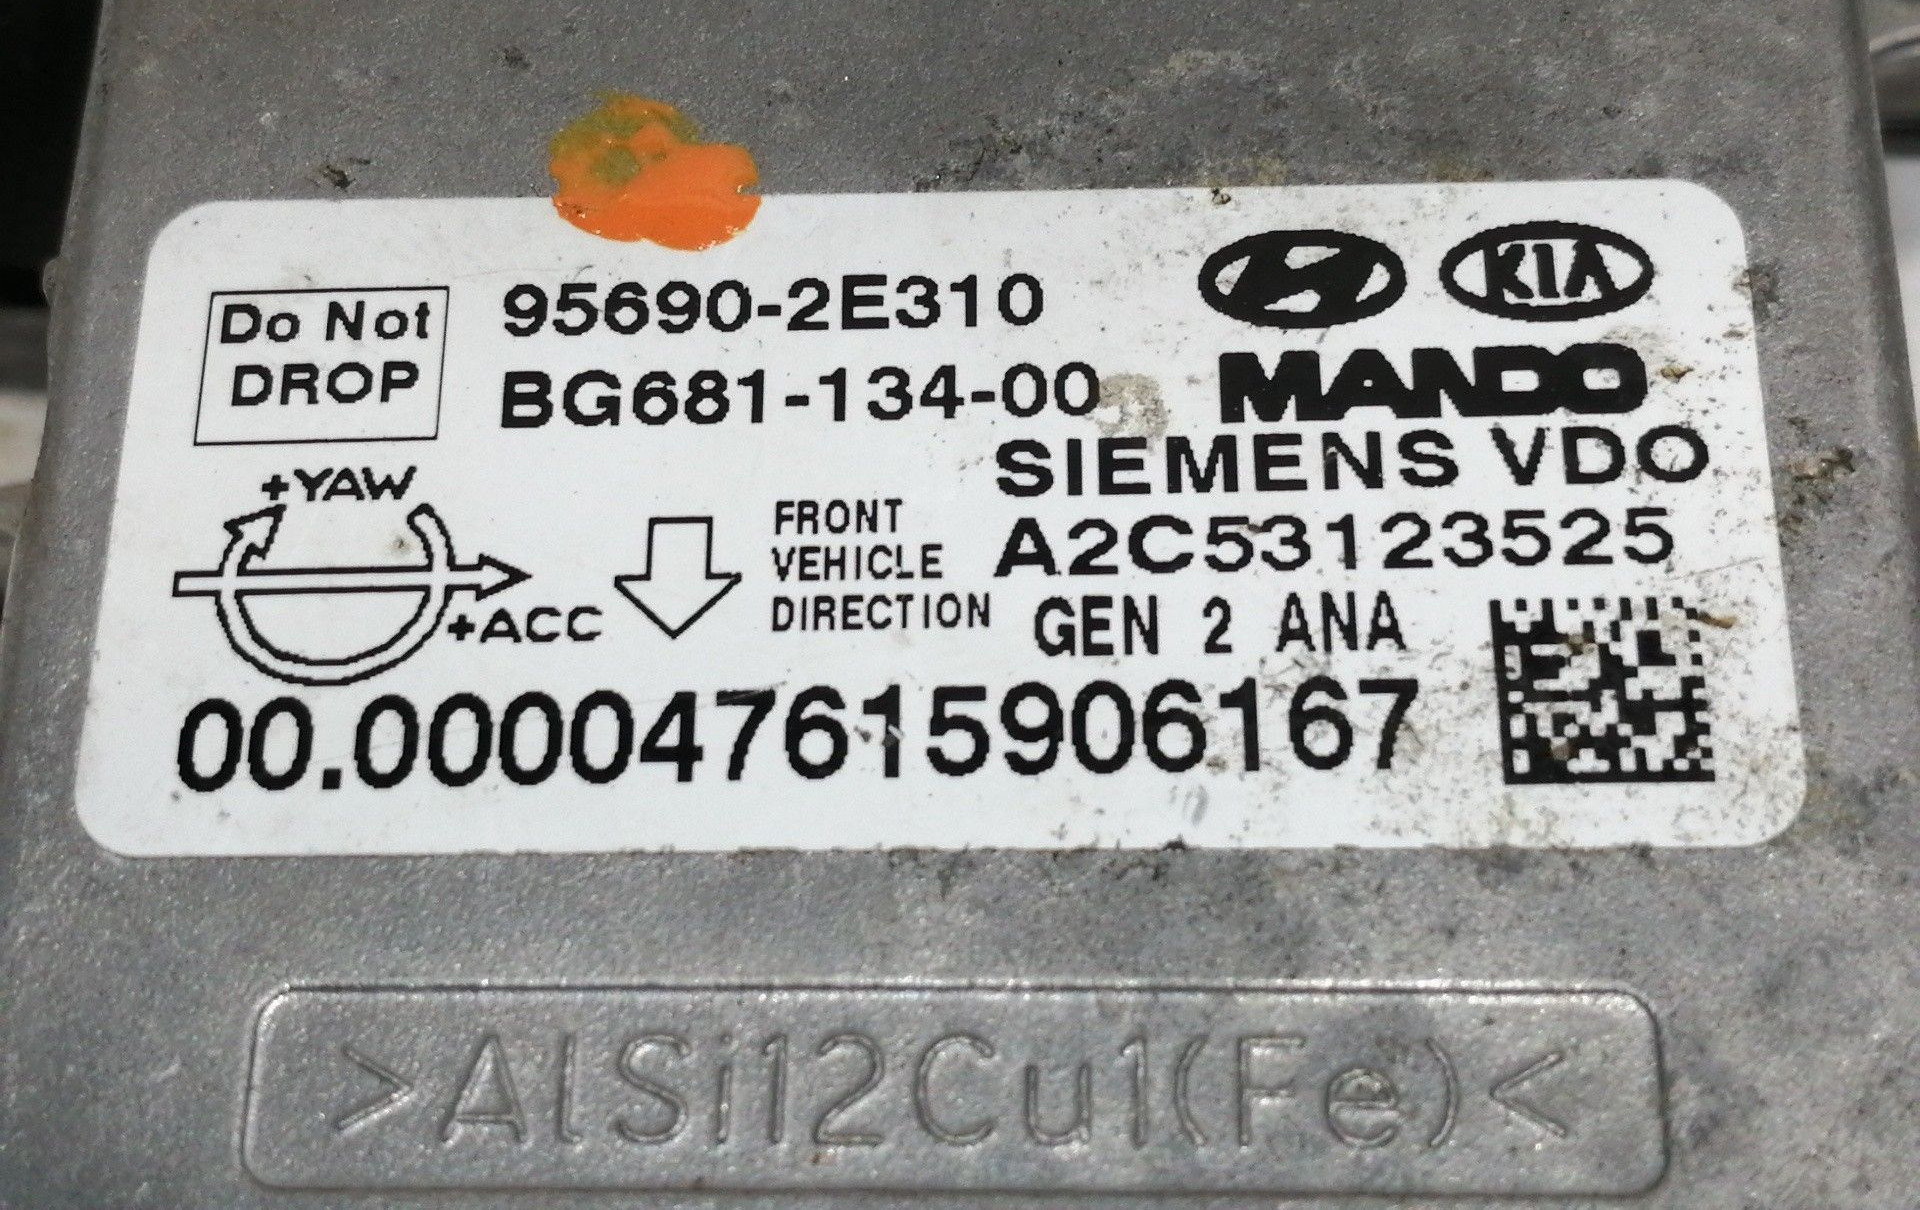 Do Not
DROP
95690-2E310
BG681-134-00
KIA
MANDO
SIEMENS VDO
A2C53123525
GEN 2 ANA
+YAW
+ACC
FRONT
VEHICLE
DIRECTION
00.000047615906167
>AlSi12Cu1(Fe)<